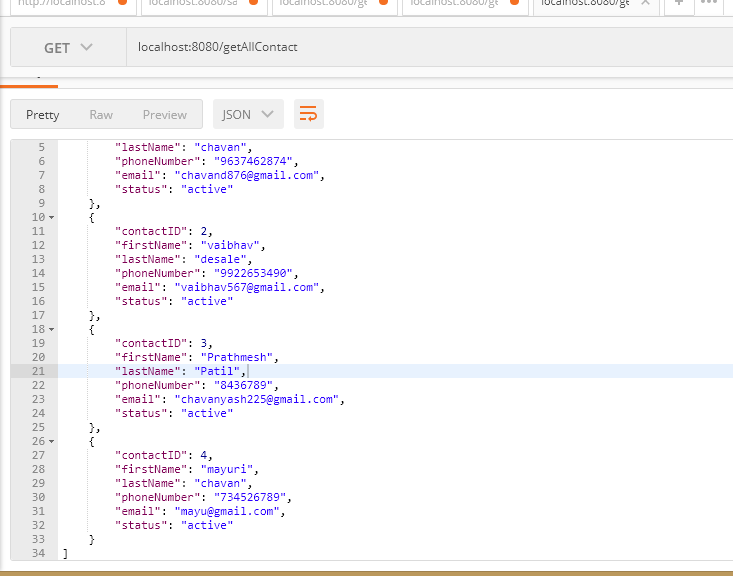 http://localhost:8
localhost:8080/sa
localhost:8080/ge
localhost:8080/ge
localhost:8080/ge
GET
localhost:8080/getAllContact
Pretty
Raw
Preview
JSON
5 "lastName": "chavan",
6 "phoneNumber": "9637462874",
7 "email": "chavand876@gmail.com",
8 "status": "active"
9 },
10 {
11 "contactID": 2,
12 "firstName": "vaibhav",
13 "lastName": "desale",
14 "phoneNumber": "9922653490",
15 "email": "vaibhav567@gmail.com",
16 "status": "active"
17 },
18 {
19 "contactID": 3,
20 "firstName": "Prathmesh",
21 "lastName": "Patil",
22 "phoneNumber": "8436789",
23 "email": "chavanyash225@gmail.com",
24 "status": "active"
25 },
26 {
27 "contactID": 4,
28 "firstName": "mayuri",
29 "lastName": "chavan",
30 "phoneNumber": "734526789",
31 "email": "mayu@gmail.com",
32 "status": "active"
33 }
34 ]